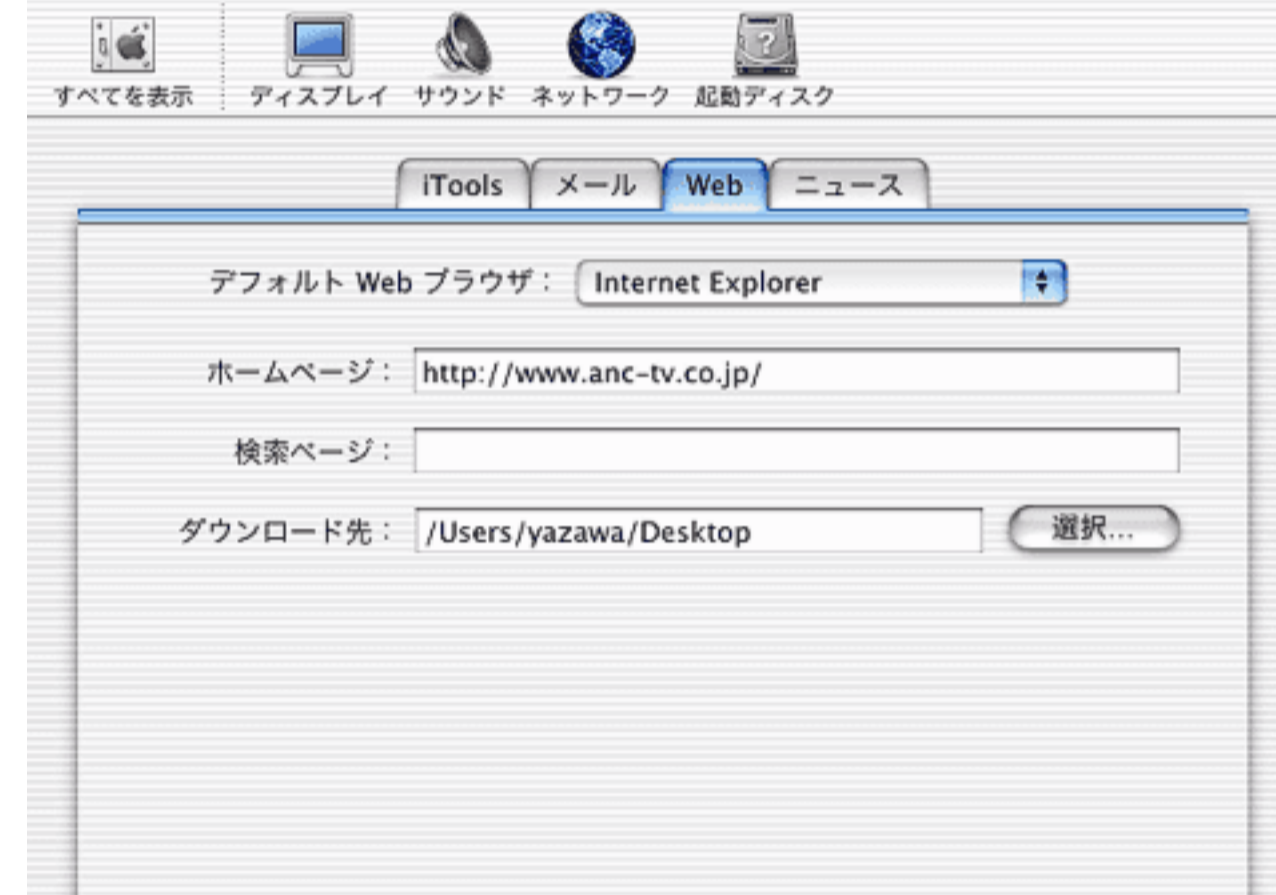 すべてを表示 ディスプレイ サウンド ネットワーク 起動ディスク
iTools メール Web ニュース
デフォルト Web ブラウザ： Internet Explorer
ホームページ： http://www.anc-tv.co.jp/
検索ページ：
ダウンロード先： /Users/yazawa/Desktop 選択...